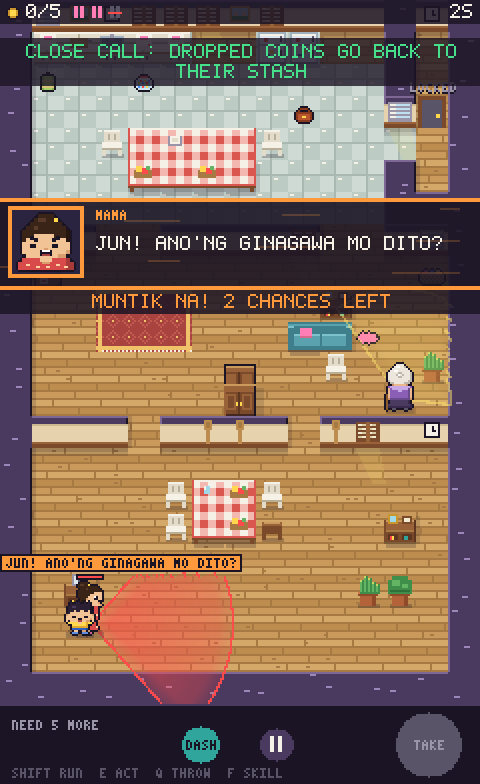 0/5
25
CLOSE CALL: DROPPED COINS GO BACK TO
THEIR STASH
MAMA
JUN! ANO'NG GINAGAWA MO DITO?
MUNTIK NA! 2 CHANCES LEFT
JUN! ANO'NG GINAGAWA MO DITO?
NEED 5 MORE
DASH
TAKE
SHIFT RUN E ACT Q THROW F SKILL